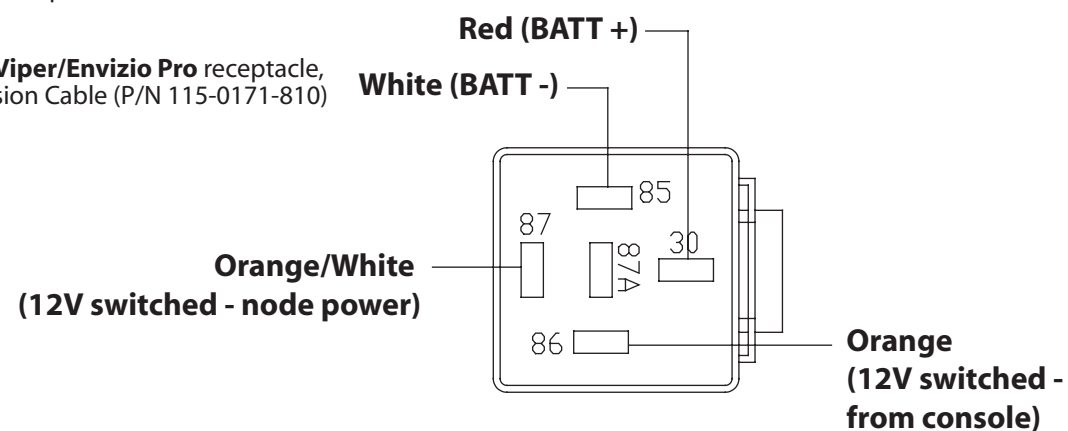 Red (BATT +)
Viper/Envizio Pro receptacle,
sion Cable (P/N 115-0171-810)
White (BATT -)
85
87
87A
30
Orange/White
(12V switched - node power)
86
Orange
(12V switched -
from console)